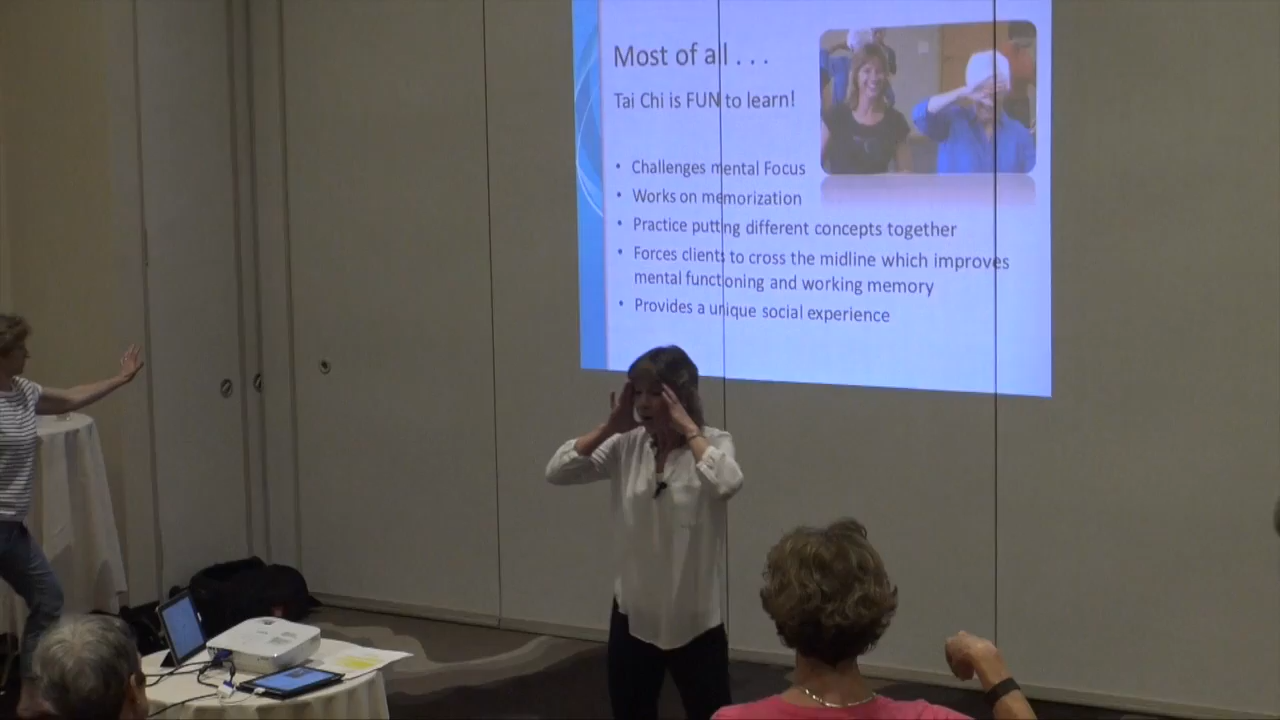 Most of all . . .
Tai Chi is FUN to learn!
• Challenges mental Focus
• Works on memorization
• Practice putting different concepts together
• Forces clients to cross the midline which improves
mental functioning and working memory
• Provides a unique social experience